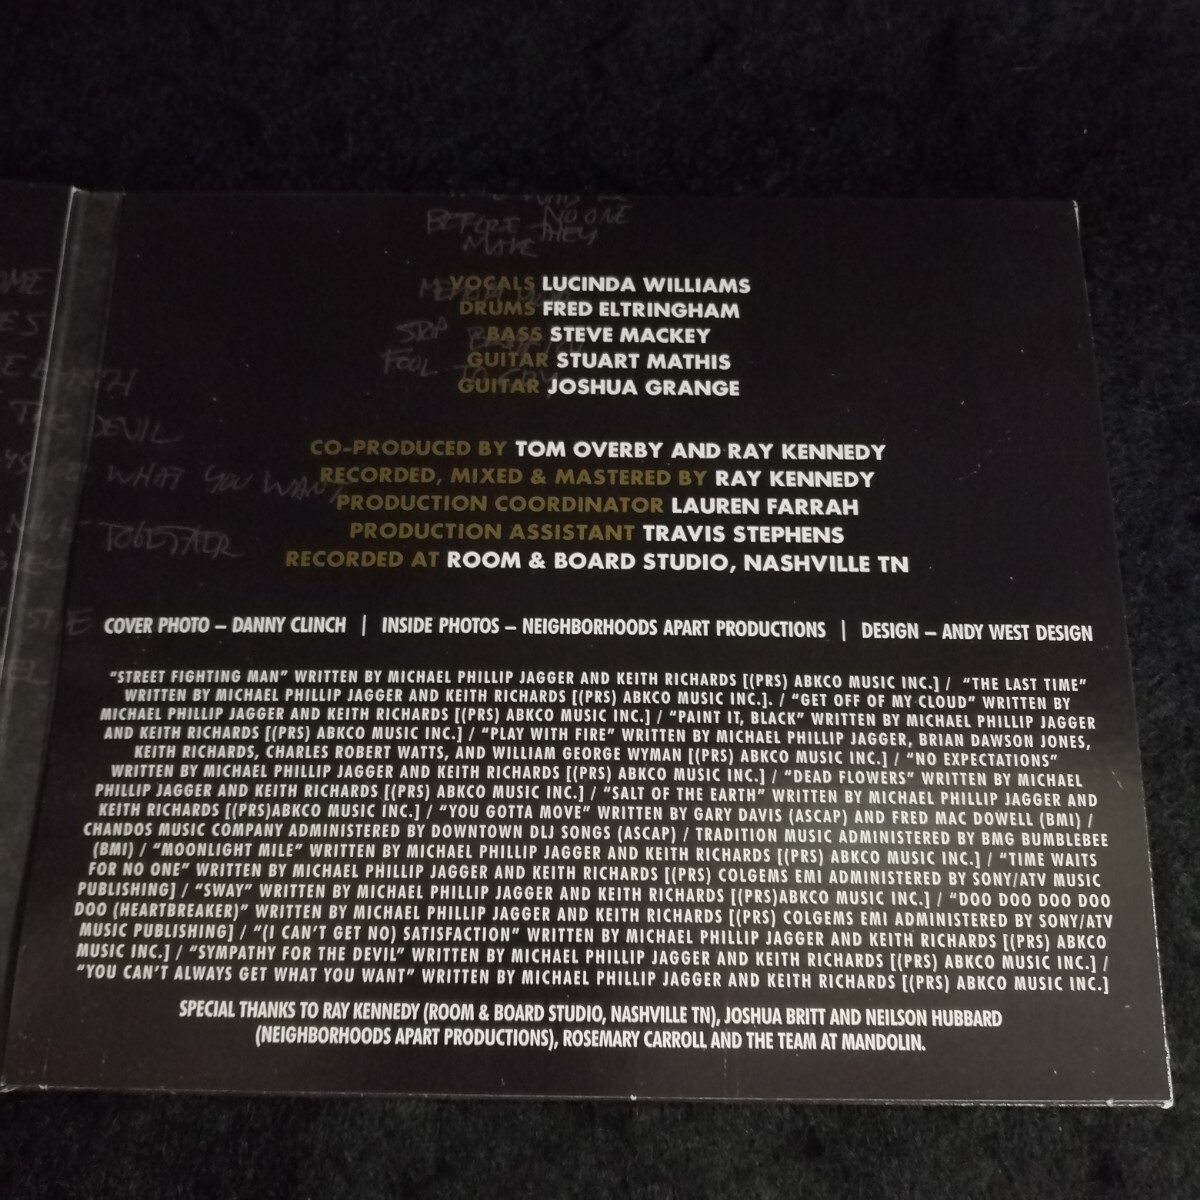 BEFORE NO ONE
MAKE THEY
VOCALS LUCINDA WILLIAMS
DRUMS FRED ELTRINGHAM
BASS STEVE MACKEY
GUITAR STUART MATHIS
GUITAR JOSHUA GRANGE
FOOL
THE DEVIL
WHAT YOU WANT
TOGETHER
CO-PRODUCED BY TOM OVERBY AND RAY KENNEDY
RECORDED, MIXED & MASTERED BY RAY KENNEDY
PRODUCTION COORDINATOR LAUREN FARRAH
PRODUCTION ASSISTANT TRAVIS STEPHENS
RECORDED AT ROOM & BOARD STUDIO, NASHVILLE TN
COVER PHOTO – DANNY CLINCH | INSIDE PHOTOS – NEIGHBORHOODS APART PRODUCTIONS | DESIGN – ANDY WEST DESIGN
"STREET FIGHTING MAN" WRITTEN BY MICHAEL PHILLIP JAGGER AND KEITH RICHARDS [(PRS) ABKCO MUSIC INC.] / "THE LAST TIME"
WRITTEN BY MICHAEL PHILLIP JAGGER AND KEITH RICHARDS [(PRS) ABKCO MUSIC INC.]. / "GET OFF OF MY CLOUD" WRITTEN BY
MICHAEL PHILLIP JAGGER AND KEITH RICHARDS [(PRS) ABKCO MUSIC INC.] / "PAINT IT, BLACK" WRITTEN BY MICHAEL PHILLIP JAGGER
AND KEITH RICHARDS [(PRS) ABKCO MUSIC INC.] / "PLAY WITH FIRE" WRITTEN BY MICHAEL PHILLIP JAGGER, BRIAN DAWSON JONES,
KEITH RICHARDS, CHARLES ROBERT WATTS, AND WILLIAM GEORGE WYMAN [(PRS) ABKCO MUSIC INC.] / "NO EXPECTATIONS"
WRITTEN BY MICHAEL PHILLIP JAGGER AND KEITH RICHARDS [(PRS) ABKCO MUSIC INC.] / "DEAD FLOWERS" WRITTEN BY MICHAEL
PHILLIP JAGGER AND KEITH RICHARDS [(PRS) ABKCO MUSIC INC.] / "SALT OF THE EARTH" WRITTEN BY MICHAEL PHILLIP JAGGER AND
KEITH RICHARDS [(PRS)ABKCO MUSIC INC.] / "YOU GOTTA MOVE" WRITTEN BY GARY DAVIS (ASCAP) AND FRED MAC DOWELL (BMI) /
CHANDOS MUSIC COMPANY ADMINISTERED BY DOWNTOWN DLJ SONGS (ASCAP) / TRADITION MUSIC ADMINISTERED BY BMG BUMBLEBEE
(BMI) / "MOONLIGHT MILE" WRITTEN BY MICHAEL PHILLIP JAGGER AND KEITH RICHARDS [(PRS) ABKCO MUSIC INC.] / "TIME WAITS
FOR NO ONE" WRITTEN BY MICHAEL PHILLIP JAGGER AND KEITH RICHARDS [(PRS) COLGEMS EMI ADMINISTERED BY SONY/ATV MUSIC
PUBLISHING] / "SWAY" WRITTEN BY MICHAEL PHILLIP JAGGER AND KEITH RICHARDS [(PRS)ABKCO MUSIC INC.] / "DOO DOO DOO DOO
DOO (HEARTBREAKER)" WRITTEN BY MICHAEL PHILLIP JAGGER AND KEITH RICHARDS [(PRS) COLGEMS EMI ADMINISTERED BY SONY/ATV
MUSIC PUBLISHING] / "(I CAN'T GET NO) SATISFACTION" WRITTEN BY MICHAEL PHILLIP JAGGER AND KEITH RICHARDS [(PRS) ABKCO
MUSIC INC.] / "SYMPATHY FOR THE DEVIL" WRITTEN BY MICHAEL PHILLIP JAGGER AND KEITH RICHARDS [(PRS) ABKCO MUSIC INC.] /
"YOU CAN'T ALWAYS GET WHAT YOU WANT" WRITTEN BY MICHAEL PHILLIP JAGGER AND KEITH RICHARDS [(PRS) ABKCO MUSIC INC.]
SPECIAL THANKS TO RAY KENNEDY (ROOM & BOARD STUDIO, NASHVILLE TN), JOSHUA BRITT AND NEILSON HUBBARD
(NEIGHBORHOODS APART PRODUCTIONS), ROSEMARY CARROLL AND THE TEAM AT MANDOLIN.